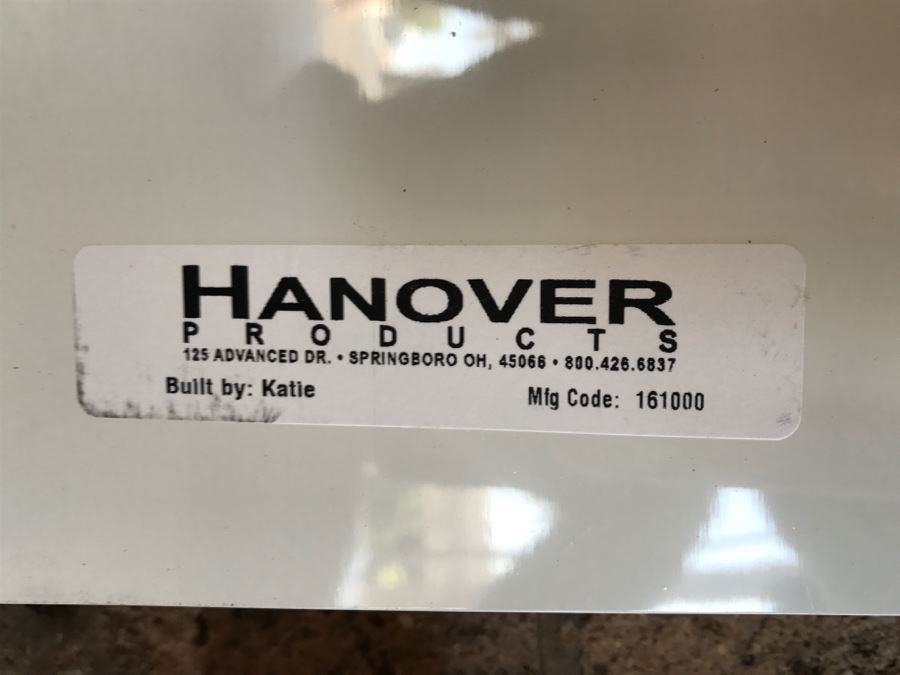 HANOVER
PRODUCTS
125 ADVANCED DR. • SPRINGBORO OH, 45066 • 800.426.6837
Built by: Katie Mfg Code: 161000